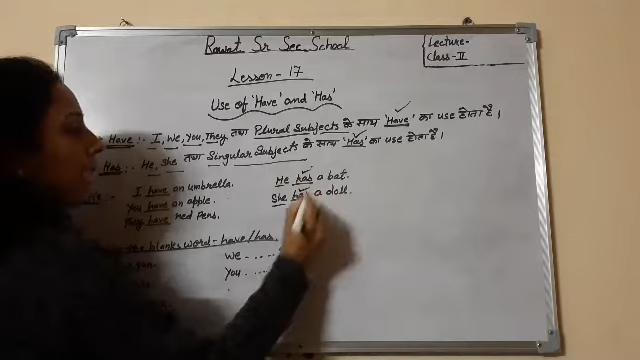 Rawat Sr Sec. School
Lecture-
Class-II
Lesson - 17
Use of 'Have' and 'Has'
Have :- I, We, You, They तथा Plural Subjects के साथ 'Have' का use होता है।
Has :- He, She तथा Singular Subjects के साथ 'Has' का use होता है।
I have an umbrella.
You have an apple.
They have red pens.
He has a bat.
She has a doll.
the blanks word - have/has.
We ....
You ....